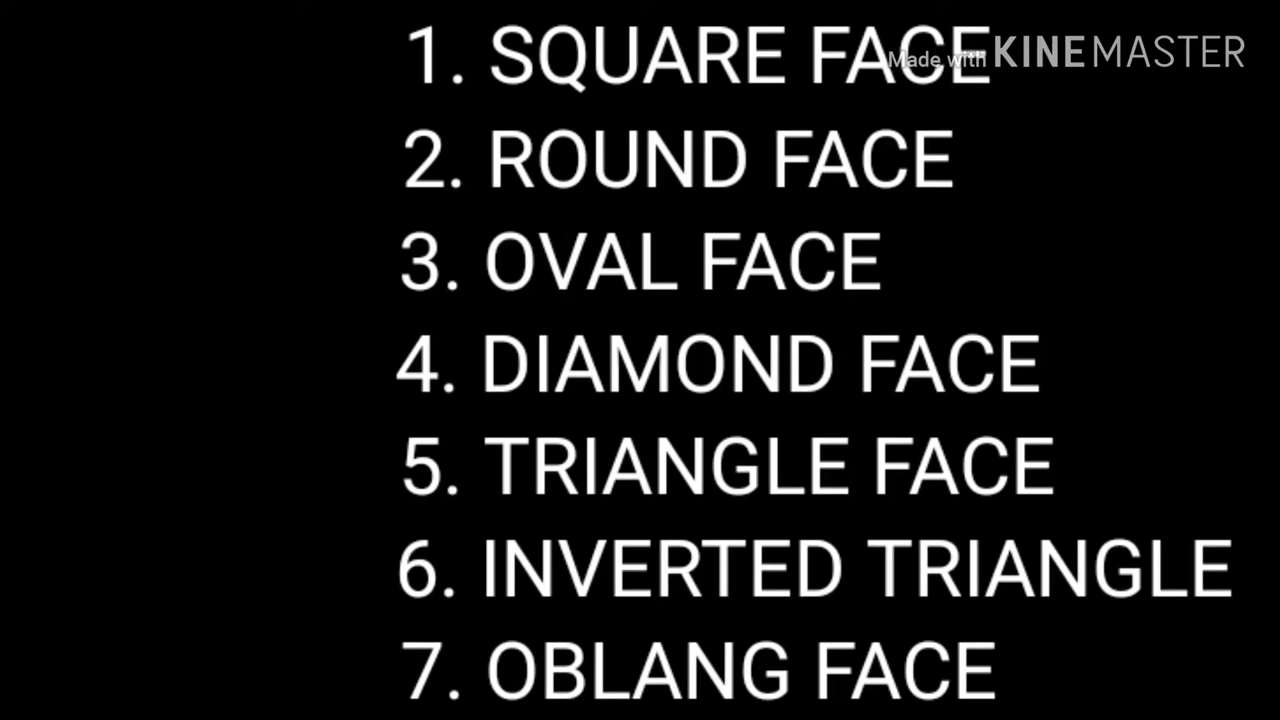 1. SQUARE FACE
Made with KINEMASTER
2. ROUND FACE
3. OVAL FACE
4. DIAMOND FACE
5. TRIANGLE FACE
6. INVERTED TRIANGLE
7. OBLANG FACE